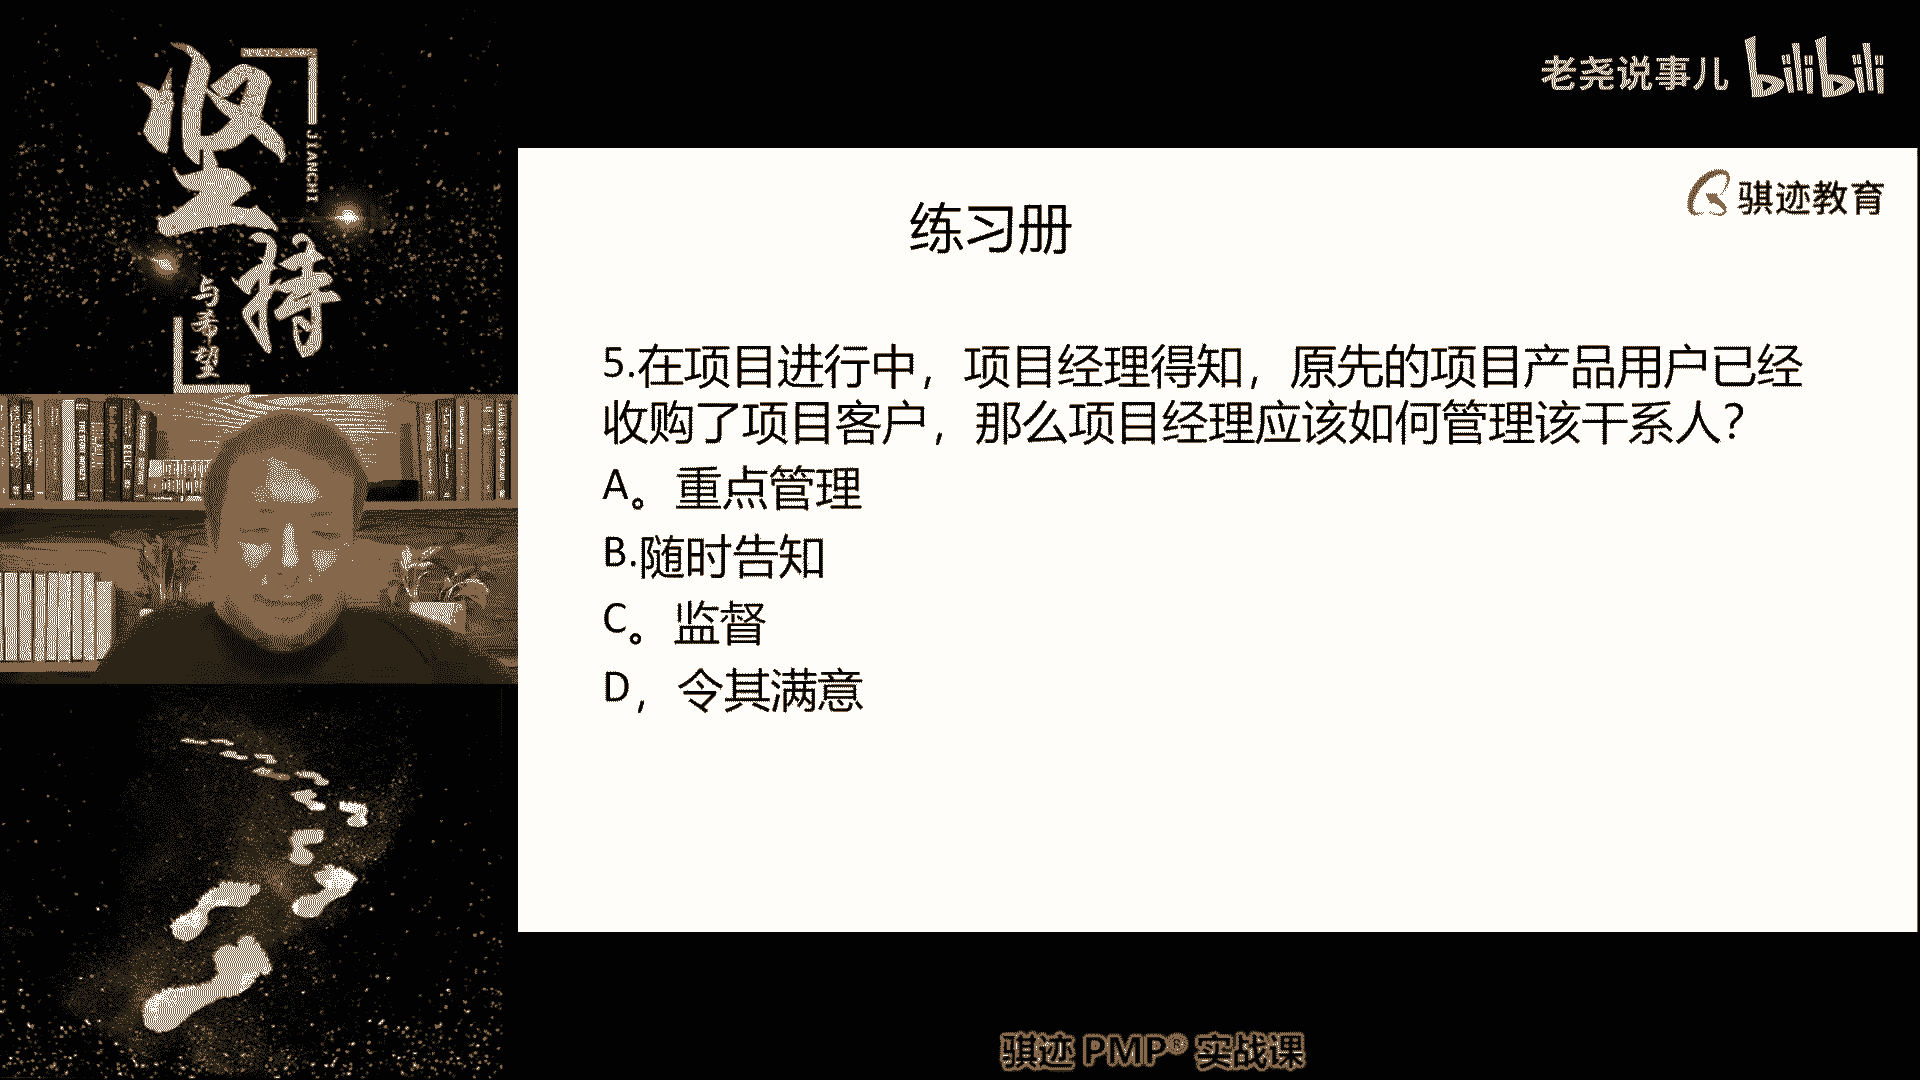 坚持
JIANCHI
与希望
老尧说事儿 bilibili
骐迹教育
练习册
5.在项目进行中，项目经理得知，原先的项目产品用户已经
收购了项目客户，那么项目经理应该如何管理该干系人？
A。重点管理
B.随时告知
C。监督
D，令其满意
骐迹 PMP® 实战课